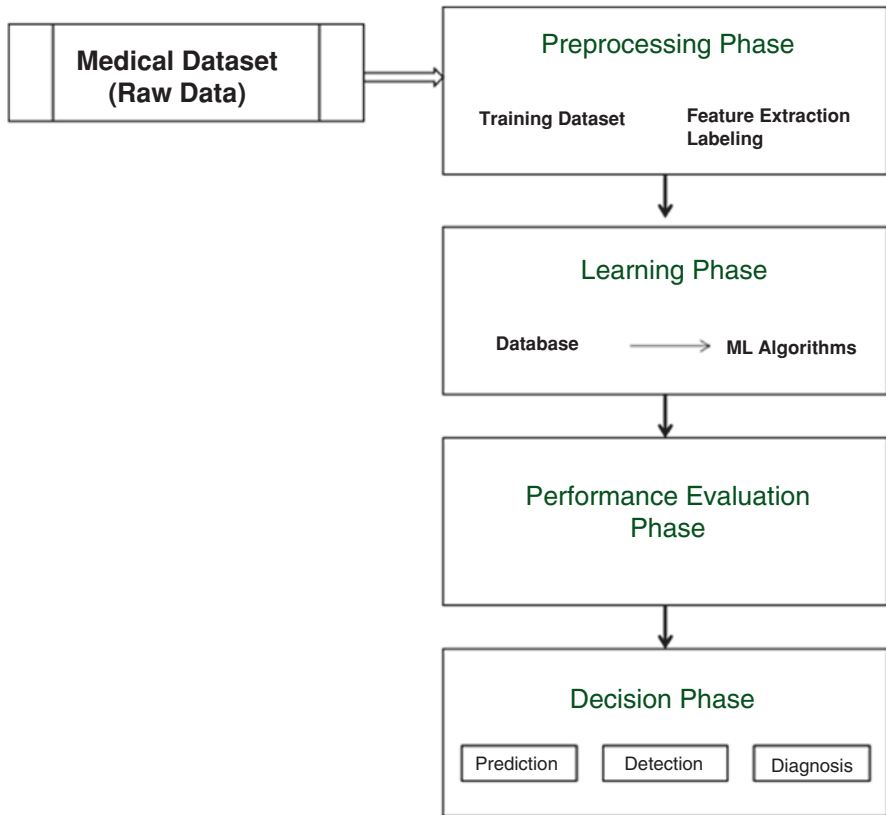 Medical Dataset
(Raw Data)
Preprocessing Phase
Training Dataset
Feature Extraction
Labeling
Learning Phase
Database
ML Algorithms
Performance Evaluation
Phase
Decision Phase
Prediction
Detection
Diagnosis